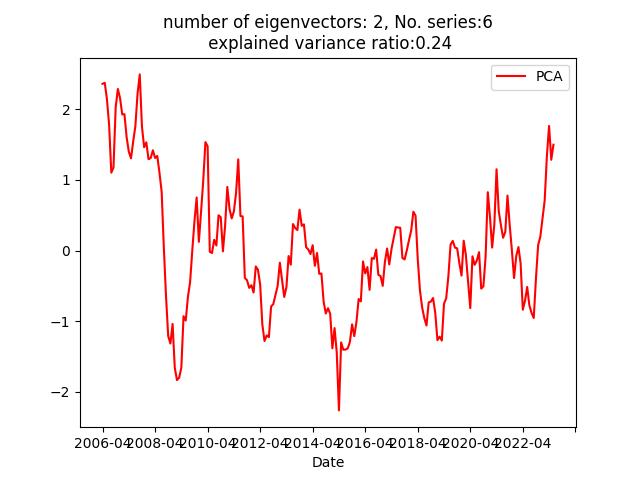 number of eigenvectors: 2, No. series:6
explained variance ratio:0.24
PCA
2
1
0
−1
−2
2006-04 2008-04 2010-04 2012-04 2014-04 2016-04 2018-04 2020-04 2022-04
Date